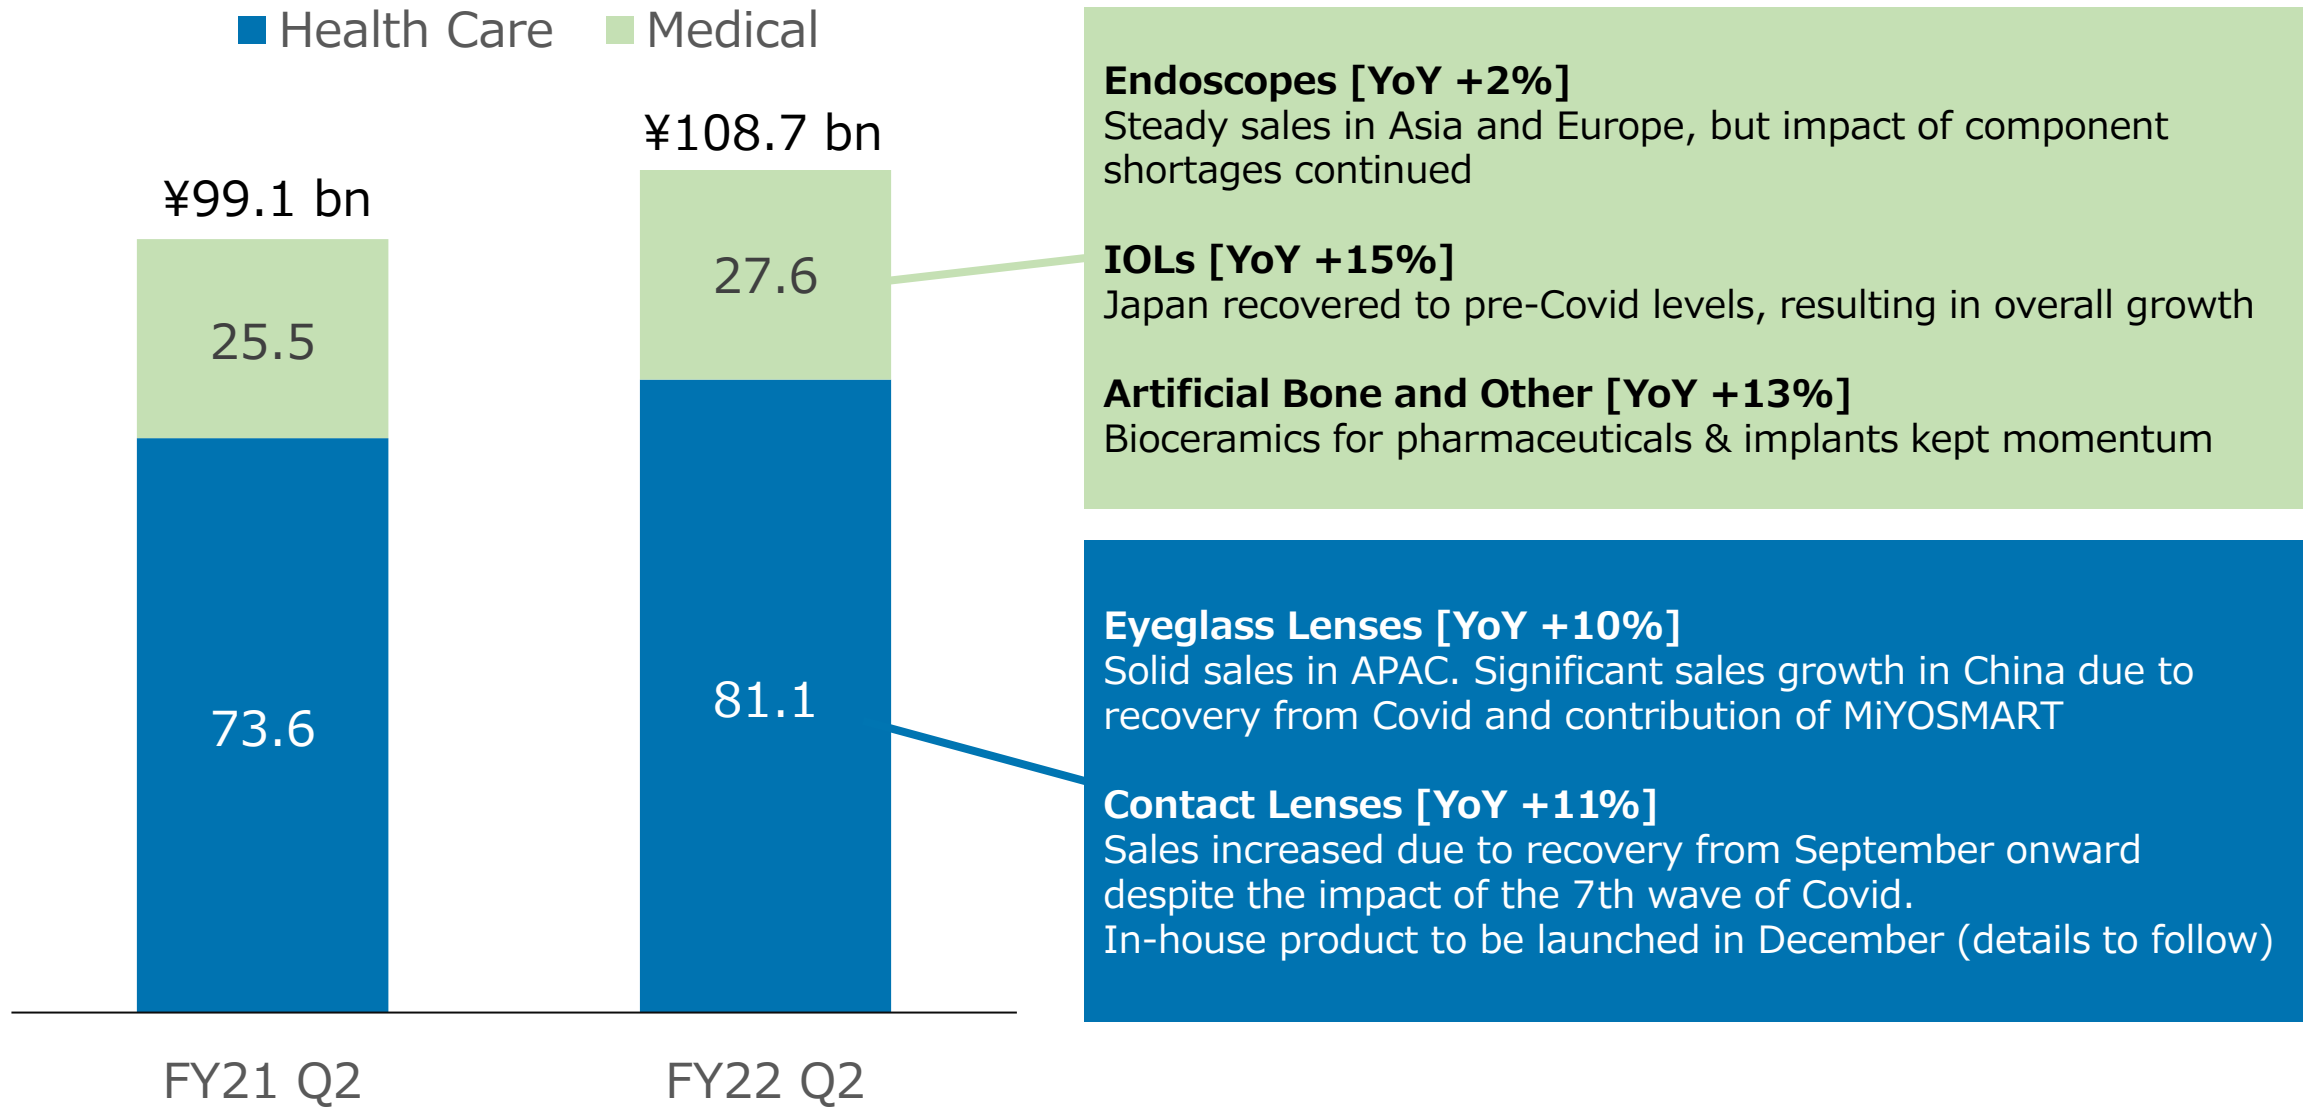 Health Care
Medical
¥99.1 bn
25.5
73.6
FY21 Q2
¥108.7 bn
27.6
81.1
FY22 Q2
Endoscopes [YoY +2%]
Steady sales in Asia and Europe, but impact of component
shortages continued
IOLs [YoY +15%]
Japan recovered to pre-Covid levels, resulting in overall growth
Artificial Bone and Other [YoY +13%]
Bioceramics for pharmaceuticals & implants kept momentum
Eyeglass Lenses [YoY +10%]
Solid sales in APAC. Significant sales growth in China due to
recovery from Covid and contribution of MiYOSMART
Contact Lenses [YoY +11%]
Sales increased due to recovery from September onward
despite the impact of the 7th wave of Covid.
In-house product to be launched in December (details to follow)